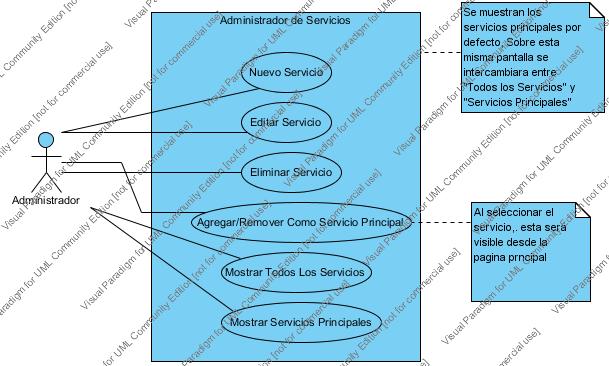 Administrador de Servicios
Nuevo Servicio
Editar Servicio
Eliminar Servicio
Agregar/Remover Como Servicio Principal
Mostrar Todos Los Servicios
Mostrar Servicios Principales
Administrador
Se muestran los
servicios principales por
defecto. Sobre esta
misma pantalla se
intercambiara entre
"Todos los Servicios" y
"Servicios Principales"
Al seleccionar el
servicio,. esta será
visible desde la
pagina prncipal
Visual Paradigm for UML Community Edition [not for commercial use]